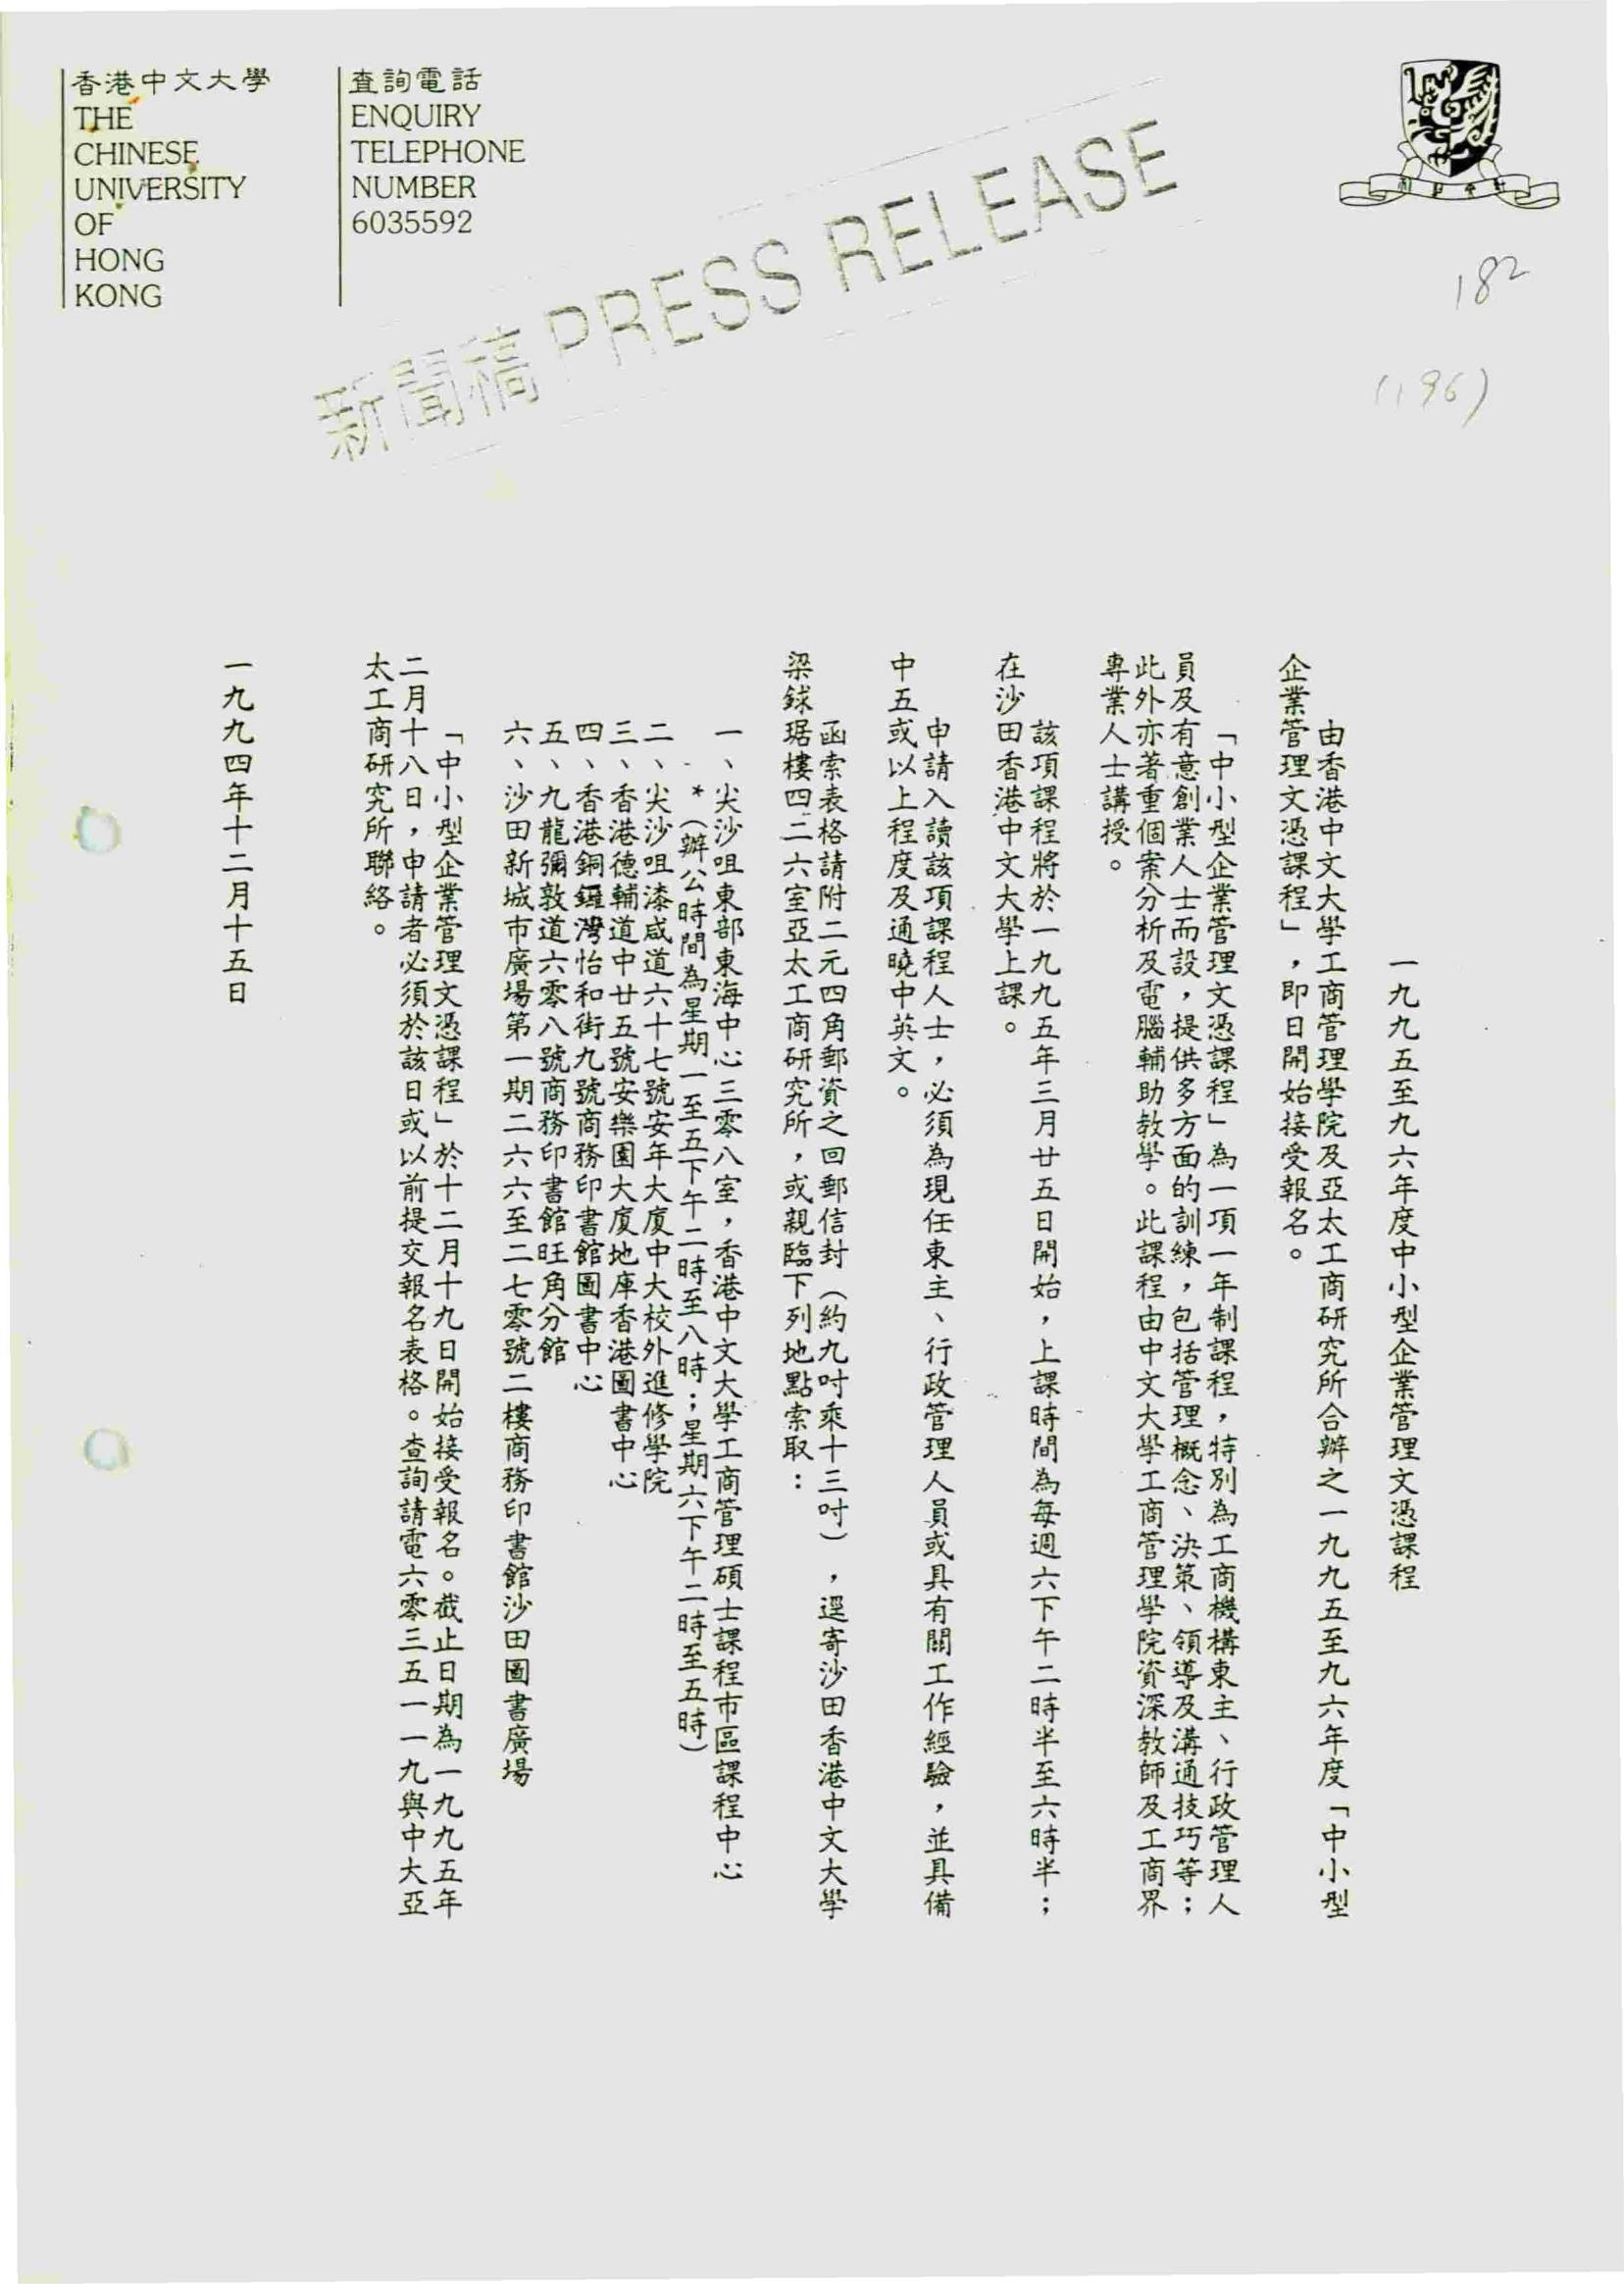 香港中文大學
THE
CHINESE
UNIVERSITY
OF
HONG
KONG
查詢電話
ENQUIRY
TELEPHONE
NUMBER
6035592
新聞稿 PRESS RELEASE
182
(196)
一九九五至九六年度中小型企業管理文憑課程
由香港中文大學工商管理學院及亞太工商研究所合辦之一九九五至九六年度「中小型
企業管理文憑課程」，即日開始接受報名。
「中小型企業管理文憑課程」為一項一年制課程，特別為工商機構東主、行政管理人
員及有意創業人士而設，提供多方面的訓練，包括管理概念、決策、領導及溝通技巧等；
此外亦著重個案分析及電腦輔助教學。此課程由中文大學工商管理學院資深教師及工商界
專業人士講授。
該項課程將於一九九五年三月廿五日開始，上課時間為每週六下午二時半至六時半；
在沙田香港中文大學上課。
申請入讀該項課程人士，必須為現任東主、行政管理人員或具有關工作經驗，並具備
中五或以上程度及通曉中英文。
函索表格請附二元四角郵資之回郵信封（約九吋乘十三吋），逕寄沙田香港中文大學
梁銶琚樓四二六室亞太工商研究所，或親臨下列地點索取：
一、尖沙咀東部東海中心三零八室，香港中文大學工商管理碩士課程市區課程中心
*（辦公時間為星期一至五下午二時至八時；星期六下午二時至五時）
二、尖沙咀漆咸道六十七號安年大廈中大校外進修學院
三、香港德輔道中廿五號安樂園大廈地庫香港圖書中心
四、香港銅鑼灣怡和街九號商務印書館圖書中心
五、九龍彌敦道六零八號商務印書館旺角分館
六、沙田新城市廣場第一期二六六至二七零號二樓商務印書館沙田圖書廣場
「中小型企業管理文憑課程」於十二月十九日開始接受報名。截止日期為一九九五年
二月十八日，申請者必須於該日或以前提交報名表格。查詢請電六零三五一一九與中大亞
太工商研究所聯絡。
一九九四年十二月十五日